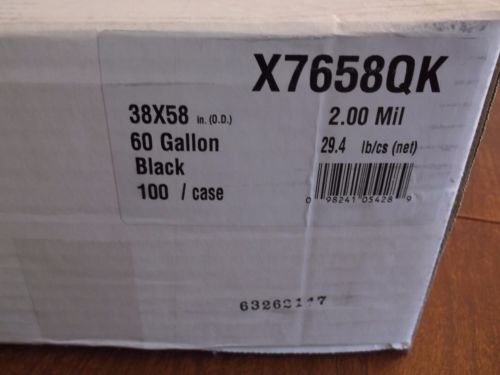 X7658QK
38X58 in. (O.D.) 2.00 Mil
60 Gallon 29.4 lb/cs (net)
Black
100 / case
0 98241 05428 9